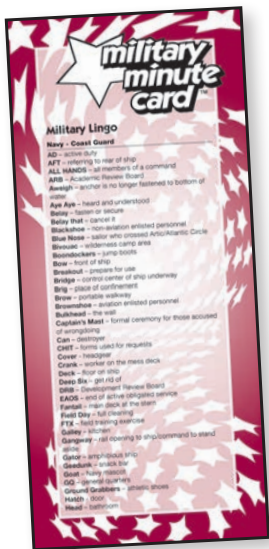 military
minute
card™
Military Lingo
Navy - Coast Guard
AD – active duty
AFT – referring to rear of ship
ALL HANDS – all members of a command
ARB – Academic Review Board
Aweigh – anchor is no longer fastened to bottom of
water
Aye Aye – heard and understood
Belay – fasten or secure
Belay that – cancel it
Blackshoe – non-aviation enlisted personnel
Blue Nose – sailor who crossed Artic/Atlantic Circle
Bivouac – wilderness camp area
Boondockers – jump boots
Bow – front of ship
Breakout – prepare for use
Bridge – control center of ship underway
Brig – place of confinement
Brow – portable walkway
Brownshoe – aviation enlisted personnel
Bulkhead – the wall
Captain's Mast – formal ceremony for those accused
of wrongdoing
Can – destroyer
CHIT – forms used for requests
Cover – headgear
Crank – worker on the mess deck
Deck – floor on ship
Deep Six – get rid of
DRB – Development Review Board
EAOS – end of active obligated service
Fantail – main deck at the stern
Field Day – full cleaning
FTX – field training exercise
Galley – kitchen
Gangway – rail opening to ship/command to stand
aside
Gator – amphibious ship
Geedunk – snack bar
Goat – Navy mascot
GQ – general quarters
Ground Grabbers – athletic shoes
Hatch – door
Head – bathroom